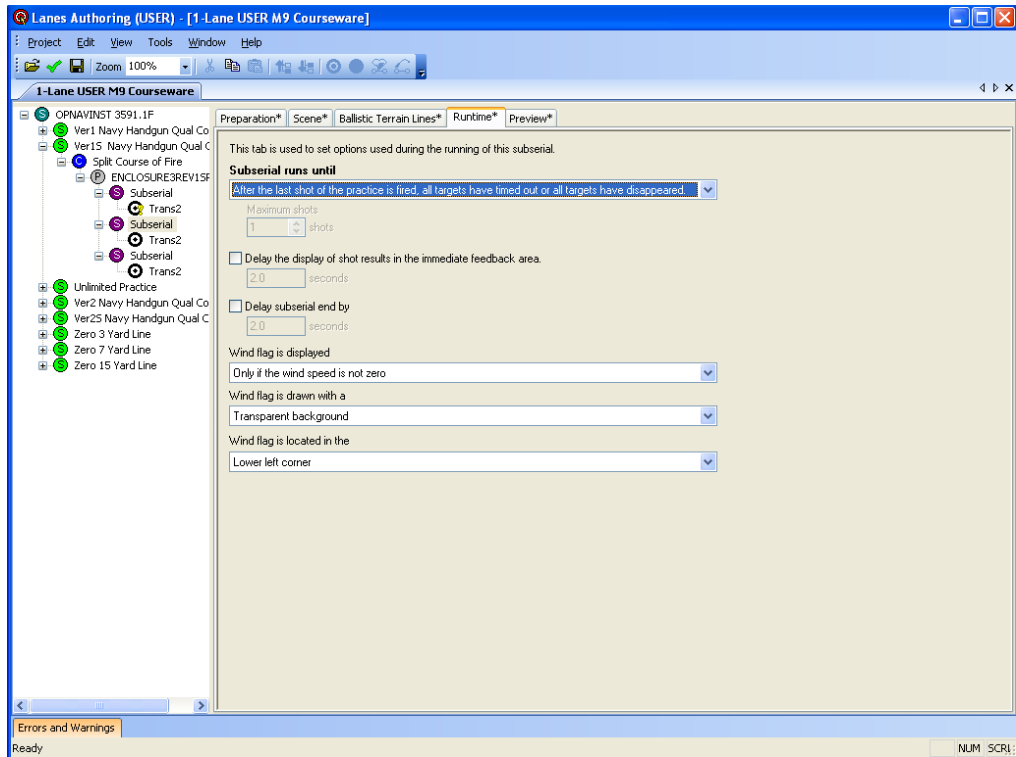 Lanes Authoring (USER) - [1-Lane USER M9 Courseware]
Project Edit View Tools Window Help
Zoom 100%
1-Lane USER M9 Courseware
OPNAVINST 3591.1F
Ver1 Navy Handgun Qual Co
Ver1S Navy Handgun Qual C
Split Course of Fire
ENCLOSURE3REV1SF
Subserial
Trans2
Subserial
Trans2
Subserial
Trans2
Unlimited Practice
Ver2 Navy Handgun Qual Co
Ver2S Navy Handgun Qual C
Zero 3 Yard Line
Zero 7 Yard Line
Zero 15 Yard Line
Preparation* Scene* Ballistic Terrain Lines* Runtime* Preview*
This tab is used to set options used during the running of this subserial.
Subserial runs until
After the last shot of the practice is fired, all targets have timed out or all targets have disappeared.
Maximum shots
1 shots
Delay the display of shot results in the immediate feedback area.
2.0 seconds
Delay subserial end by
2.0 seconds
Wind flag is displayed
Only if the wind speed is not zero
Wind flag is drawn with a
Transparent background
Wind flag is located in the
Lower left corner
Errors and Warnings
Ready NUM SCRL